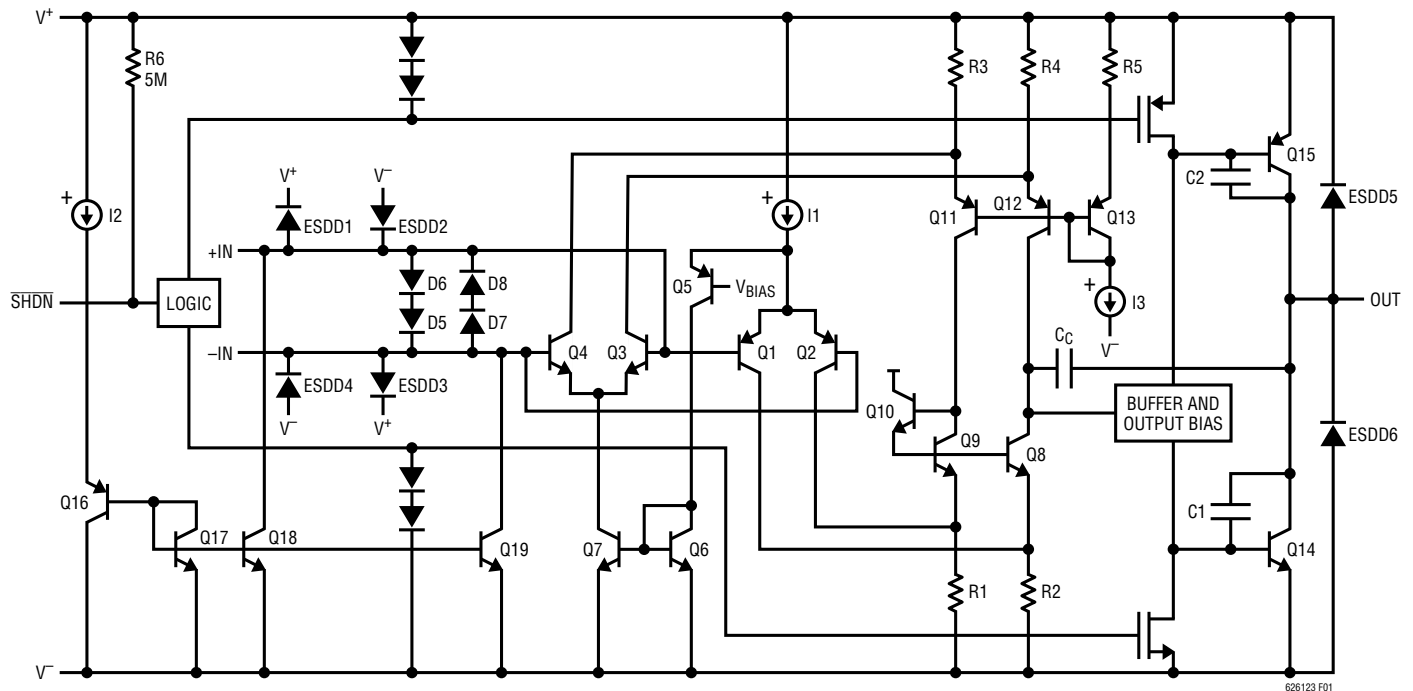 V+
R6
5M
R3
R4
R5
V+
V–
+
I2
ESDD1
ESDD2
+
I1
Q11
Q12
Q13
C2
Q15
ESDD5
+IN
D6
D8
Q5
VBIAS
+
I3
V–
SHDN
LOGIC
OUT
D5
D7
–IN
Q4
Q3
Q1
Q2
CC
ESDD4
ESDD3
V–
V+
Q10
Q9
Q8
BUFFER AND
OUTPUT BIAS
ESDD6
Q16
Q17
Q18
Q19
Q7
Q6
C1
Q14
R1
R2
V–
626123 F01